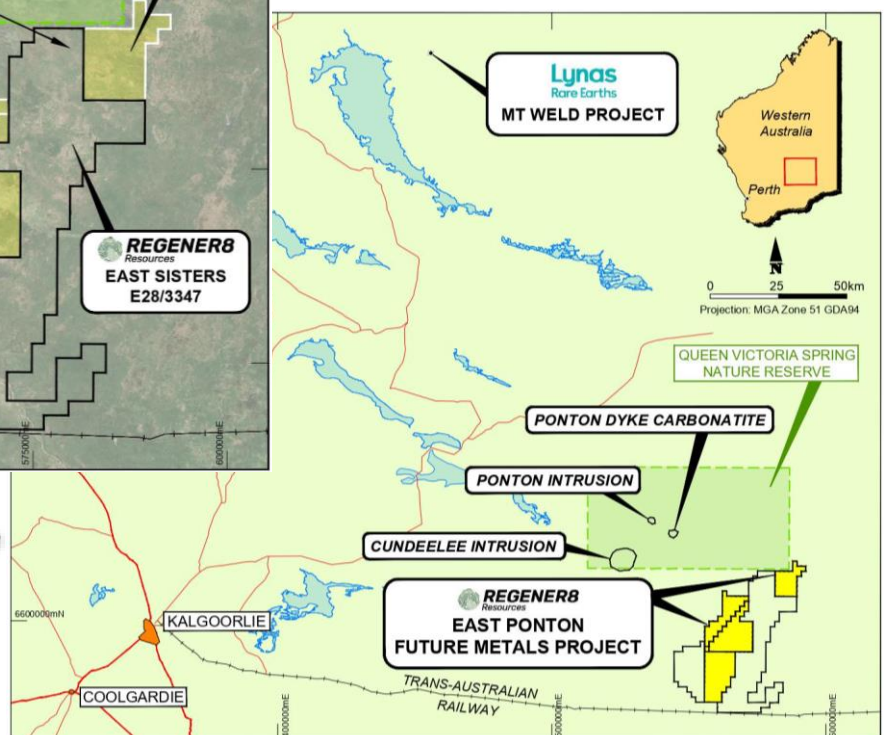 REGENER8
Resources
EAST SISTERS
E28/3347
575000mE
600000mE
Lynas
Rare Earths
MT WELD PROJECT
Western
Australia
Perth
N
0 25 50km
Projection: MGA Zone 51 GDA94
QUEEN VICTORIA SPRING
NATURE RESERVE
PONTON DYKE CARBONATITE
PONTON INTRUSION
CUNDEELEE INTRUSION
REGENER8
Resources
EAST PONTON
FUTURE METALS PROJECT
6600000mN
KALGOORLIE
COOLGARDIE
TRANS-AUSTRALIAN
RAILWAY